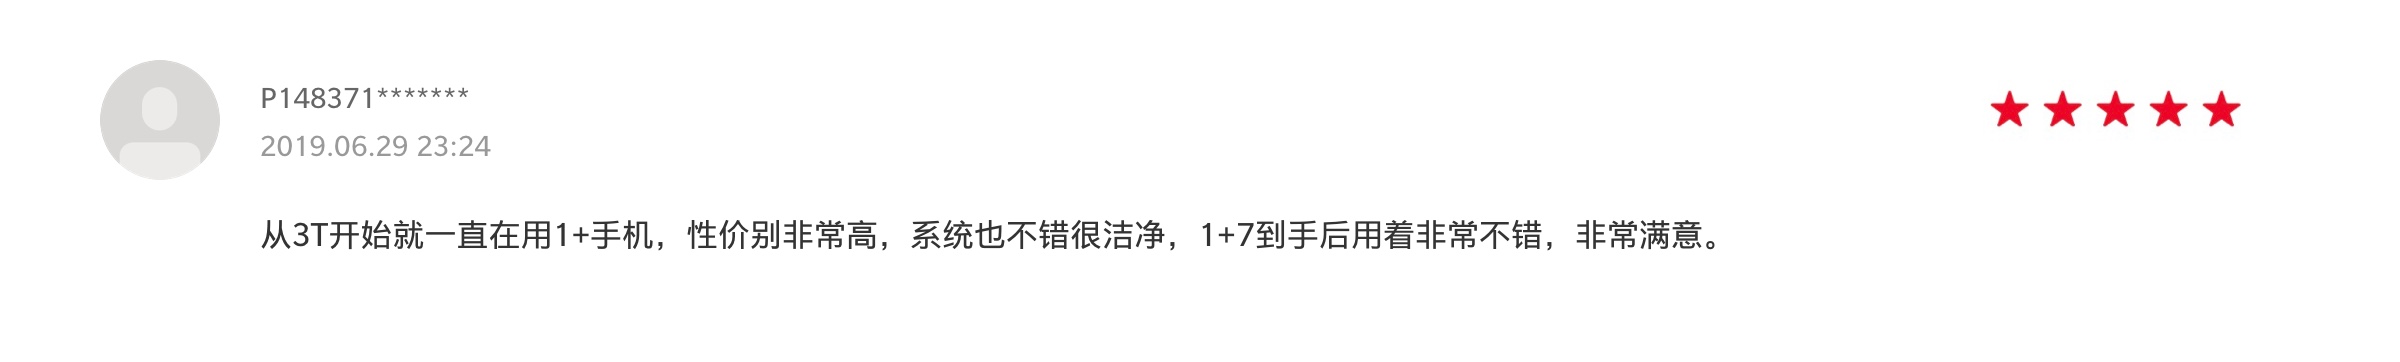 P148371*******
2019.06.29 23:24
从3T开始就一直在用1+手机，性价别非常高，系统也不错很洁净，1+7到手后用着非常不错，非常满意。